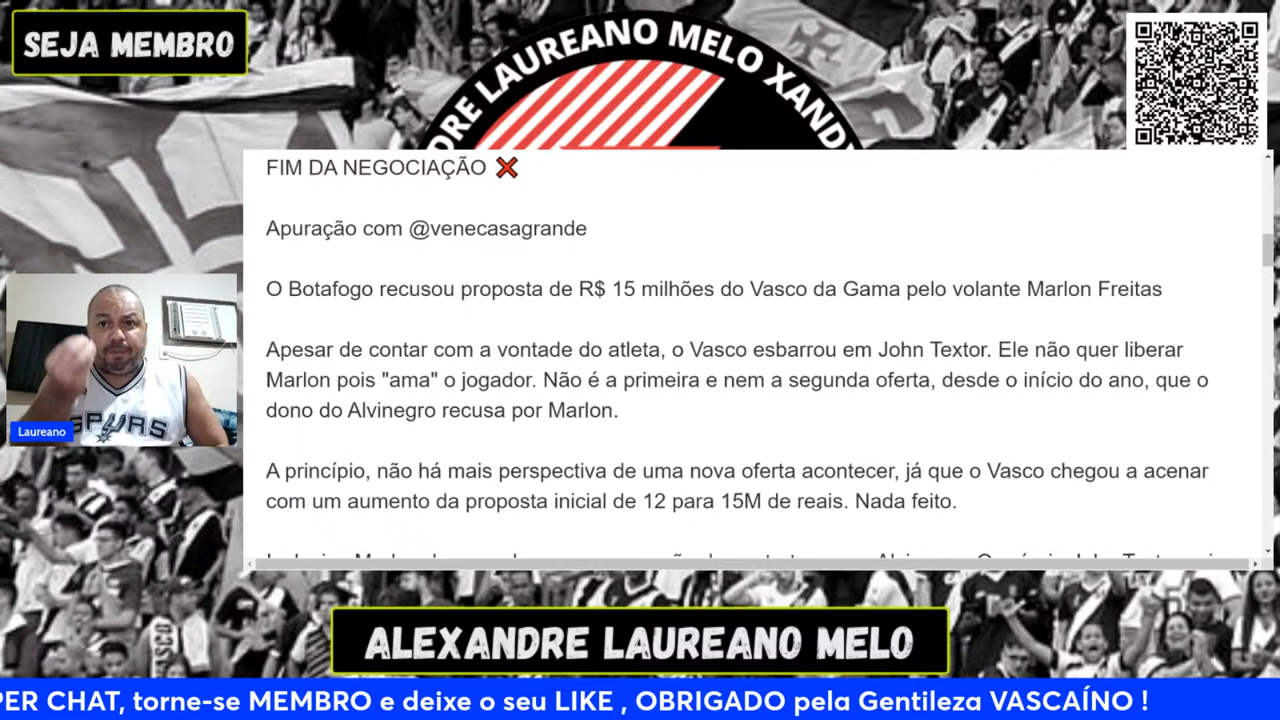 SEJA MEMBRO
DRE LAUREANO MELO XAND
FIM DA NEGOCIAÇÃO ❌
Apuração com @venecasagrande
O Botafogo recusou proposta de R$ 15 milhões do Vasco da Gama pelo volante Marlon Freitas
Apesar de contar com a vontade do atleta, o Vasco esbarrou em John Textor. Ele não quer liberar
Marlon pois "ama" o jogador. Não é a primeira e nem a segunda oferta, desde o início do ano, que o
dono do Alvinegro recusa por Marlon.
A princípio, não há mais perspectiva de uma nova oferta acontecer, já que o Vasco chegou a acenar
com um aumento da proposta inicial de 12 para 15M de reais. Nada feito.
SPURS
Laureano
VASCO
ALEXANDRE LAUREANO MELO
PER CHAT, torne-se MEMBRO e deixe o seu LIKE , OBRIGADO pela Gentileza VASCAÍNO !